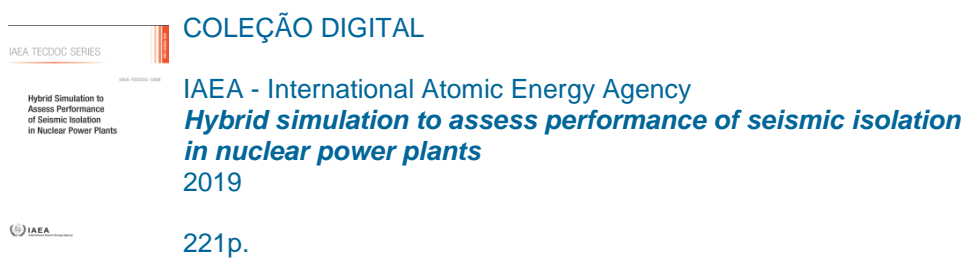 COLEÇÃO DIGITAL
IAEA TECDOC SERIES
Hybrid Simulation to
Assess Performance
of Seismic Isolation
in Nuclear Power Plants
IAEA
IAEA - International Atomic Energy Agency
Hybrid simulation to assess performance of seismic isolation
in nuclear power plants
2019
221p.